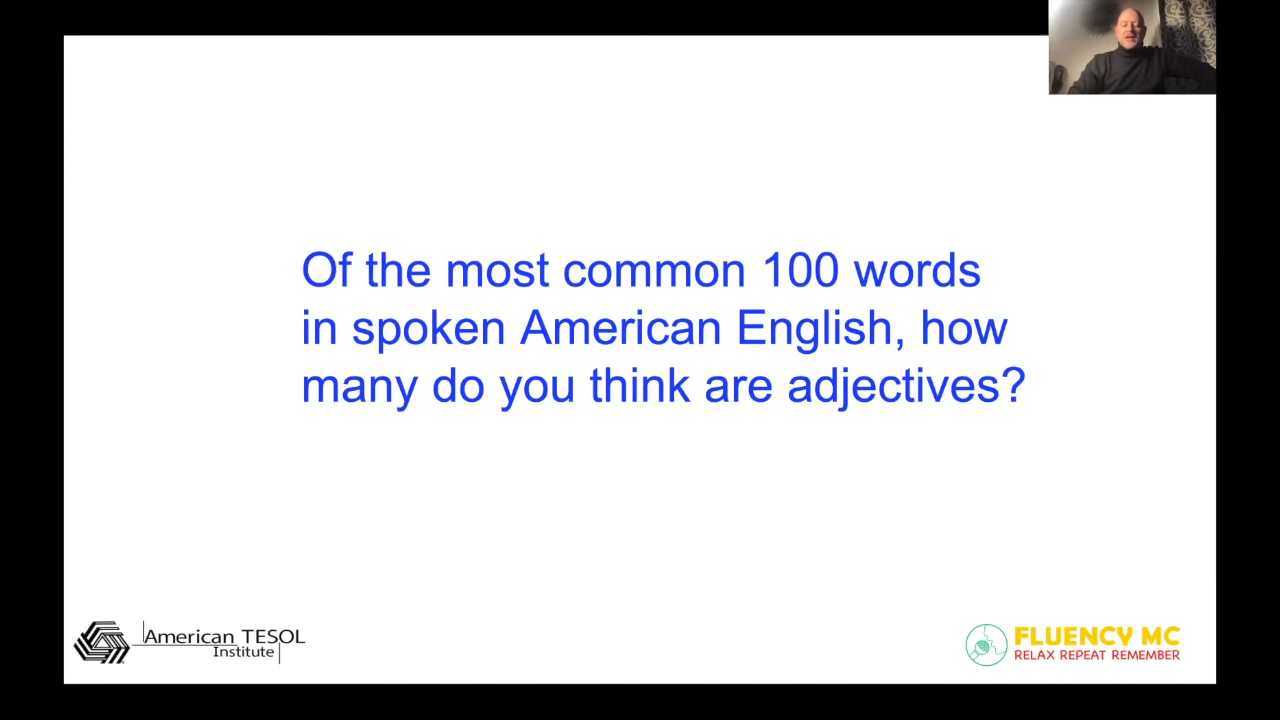 Of the most common 100 words
in spoken American English, how
many do you think are adjectives?
American TESOL
Institute
FLUENCY MC
RELAX REPEAT REMEMBER